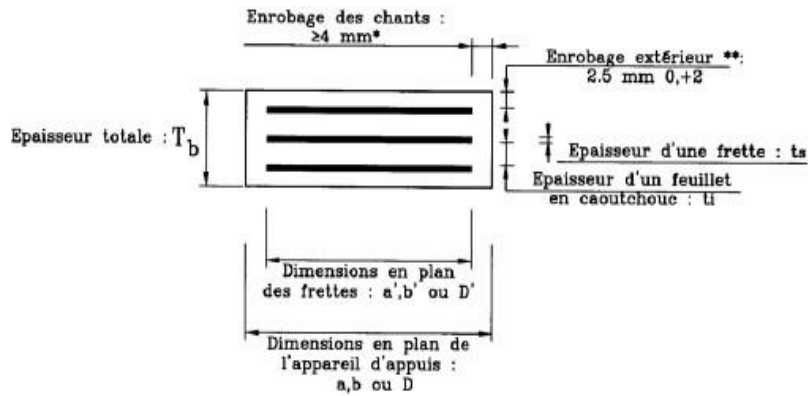 Enrobage des chants :
≥4 mm*
Enrobage extérieur **:
2.5 mm 0,+2
Epaisseur totale : Tb
Epaisseur d'une frette : ts
Epaisseur d'un feuillet
en caoutchouc : ti
Dimensions en plan
des frettes : a',b' ou D'
Dimensions en plan de
l'appareil d'appuis :
a,b ou D